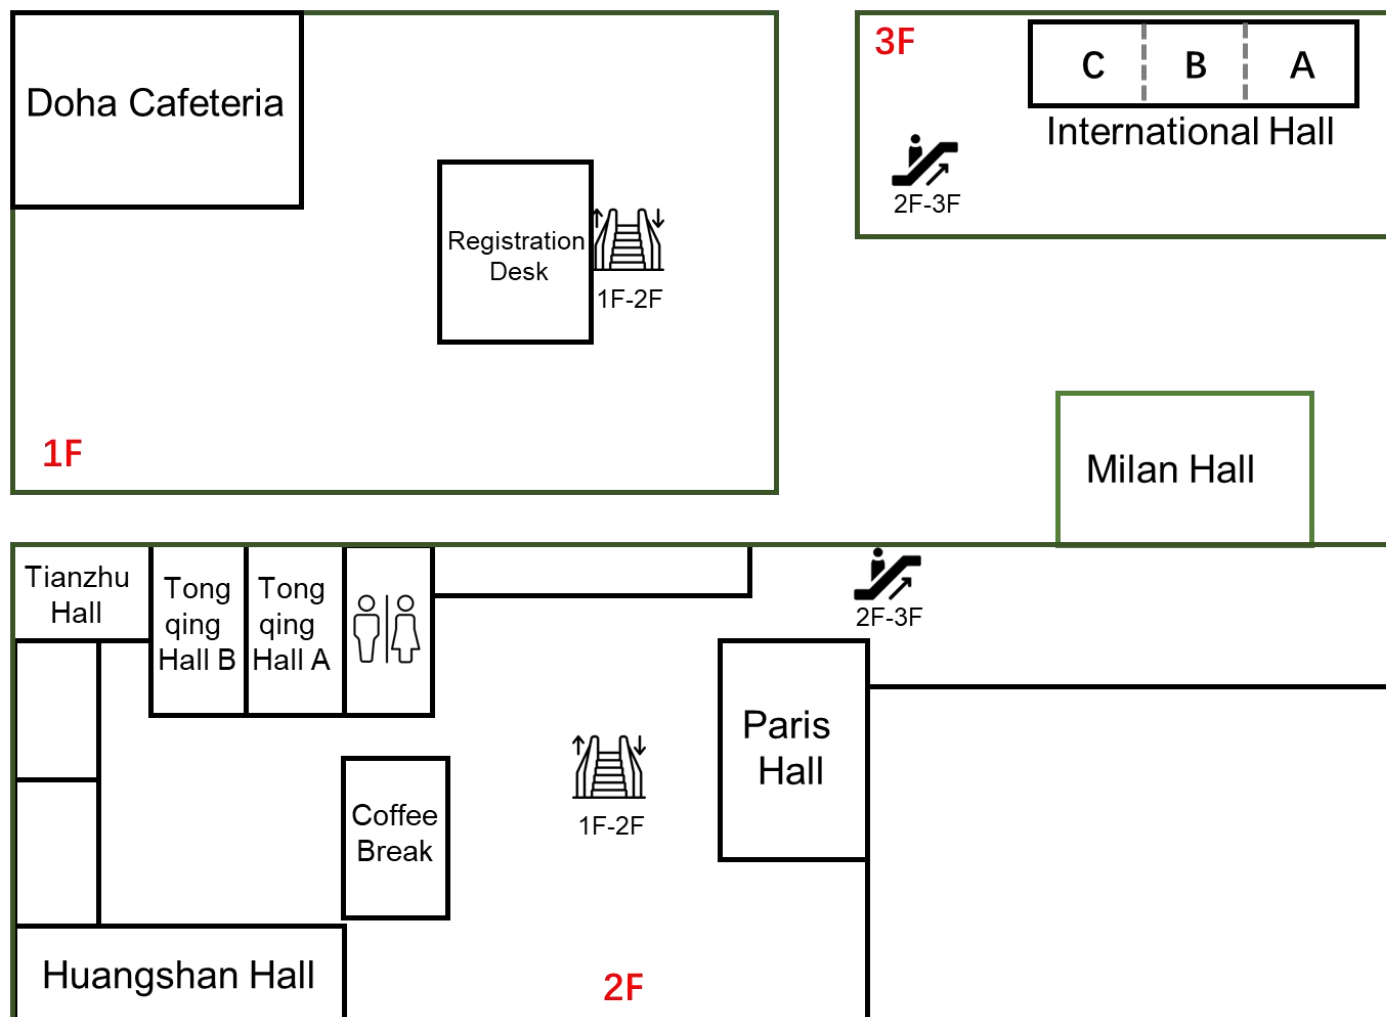 Doha Cafeteria
Registration
Desk
1F-2F
1F
3F
C B A
International Hall
2F-3F
Milan Hall
Tianzhu
Hall
Tong
qing
Hall B
Tong
qing
Hall A
2F-3F
Paris
Hall
1F-2F
Coffee
Break
Huangshan Hall
2F